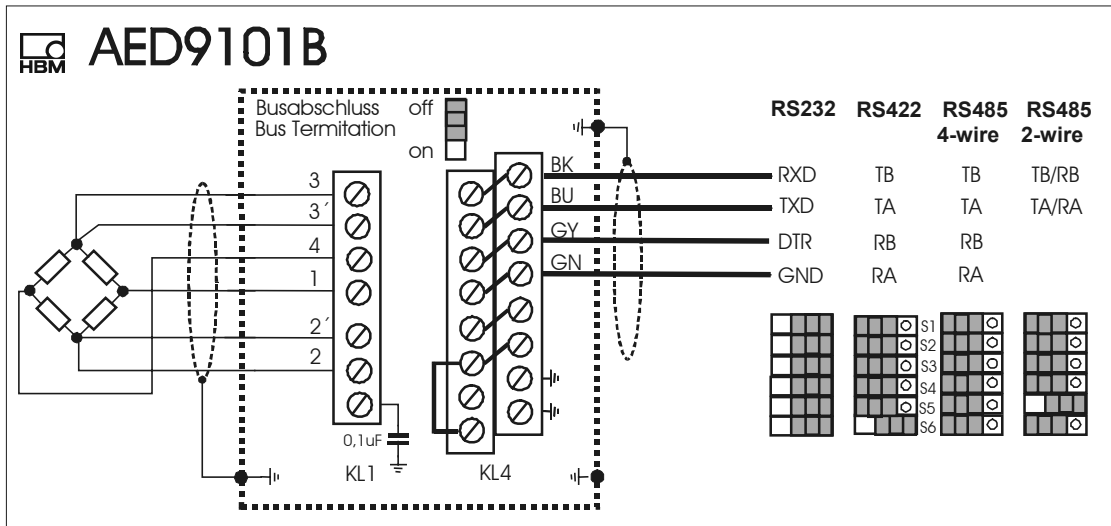 HBM
AED9101B
Busabschluss
Bus Termitation
off
on
3
3´
4
1
2´
2
0,1uF
KL1
KL4
BK
BU
GY
GN
RS232 RS422 RS485 4-wire RS485 2-wire
RXD TB TB TB/RB
TXD TA TA TA/RA
DTR RB RB
GND RA RA
S1
S2
S3
S4
S5
S6